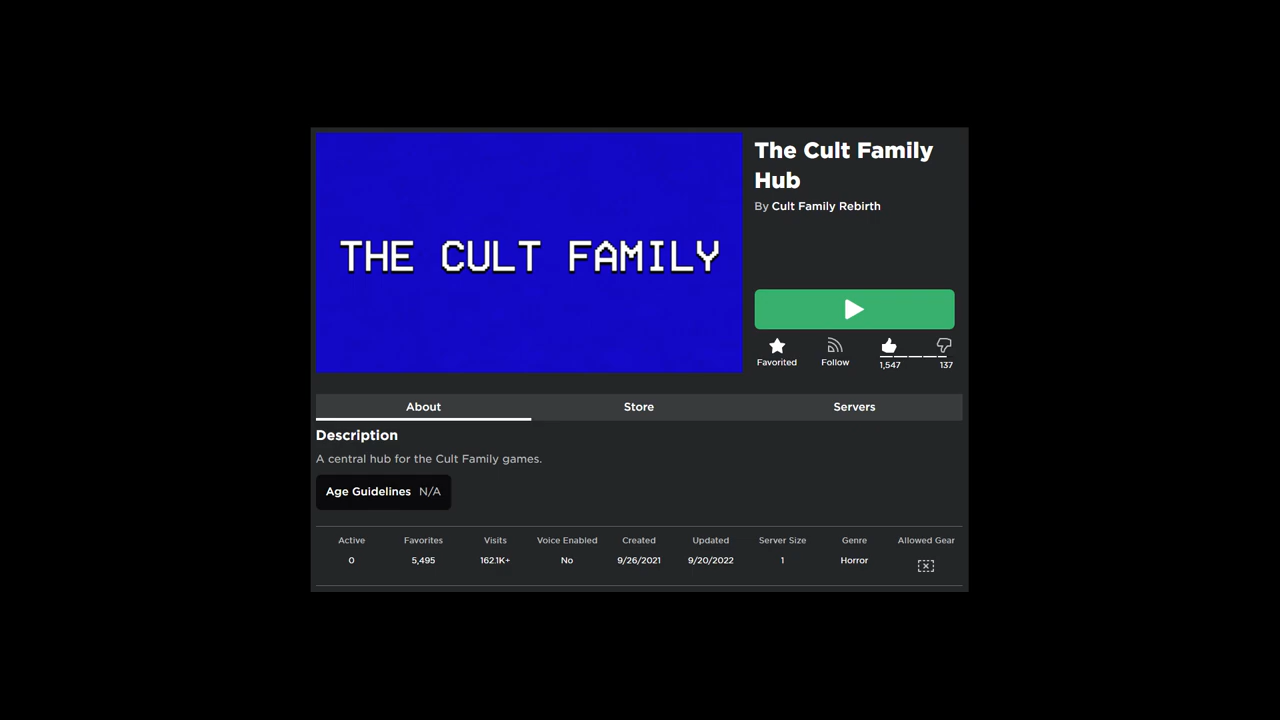 THE CULT FAMILY
The Cult Family
Hub
By Cult Family Rebirth
Favorited
Follow
1,547
137
About
Store
Servers
Description
A central hub for the Cult Family games.
Age Guidelines N/A
Active Favorites Visits Voice Enabled Created Updated Server Size Genre Allowed Gear
0 5,495 162.1K+ No 9/26/2021 9/20/2022 1 Horror